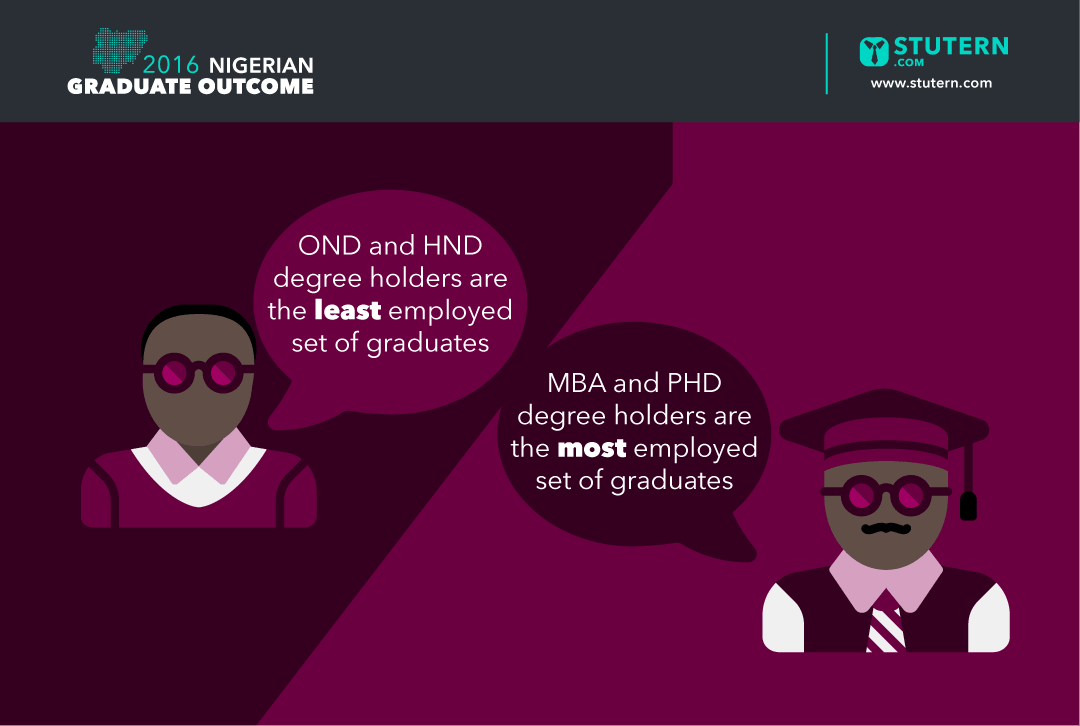 2016 NIGERIAN
GRADUATE OUTCOME
STUTERN
.COM
www.stutern.com
OND and HND
degree holders are
the least employed
set of graduates
MBA and PHD
degree holders are
the most employed
set of graduates